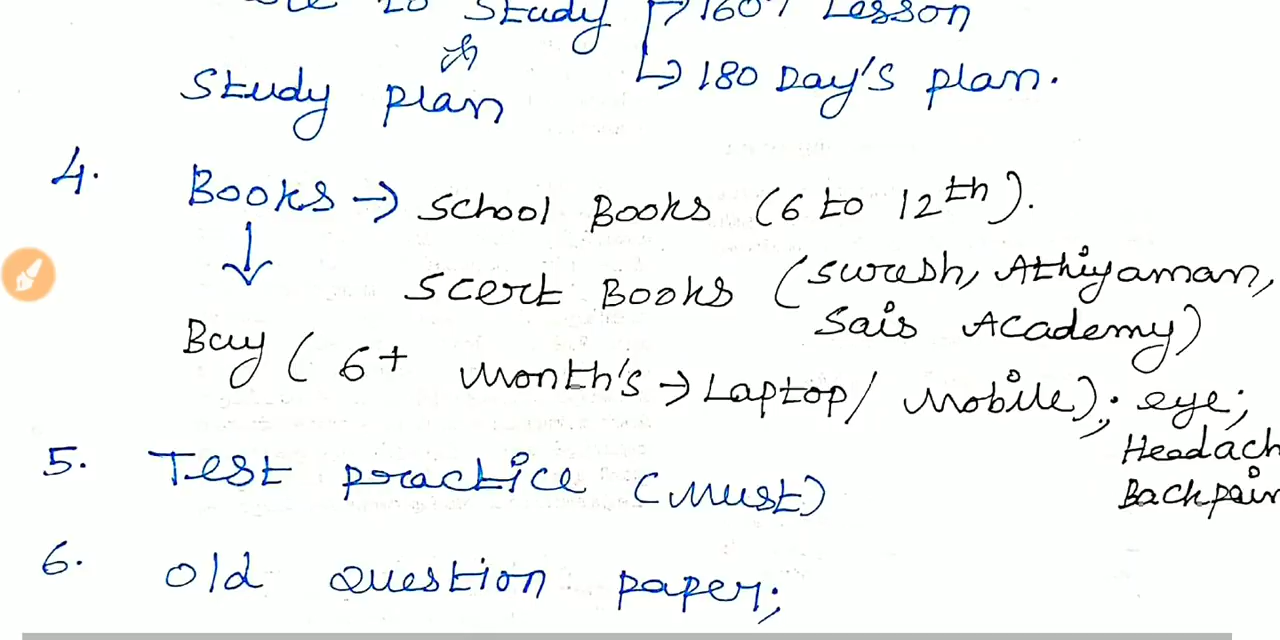 to Study → 160+ Lesson
Study plan ↳ 180 Day's plan.
4. Books → School Books (6 to 12th).
↓ Scert Books (Suresh, Athiyaman,
Sais Academy)
Buy (6+ month's → Laptop/ Mobile); eye;
Headach
Backpain
5. Test practice (Must)
6. Old Question paper;